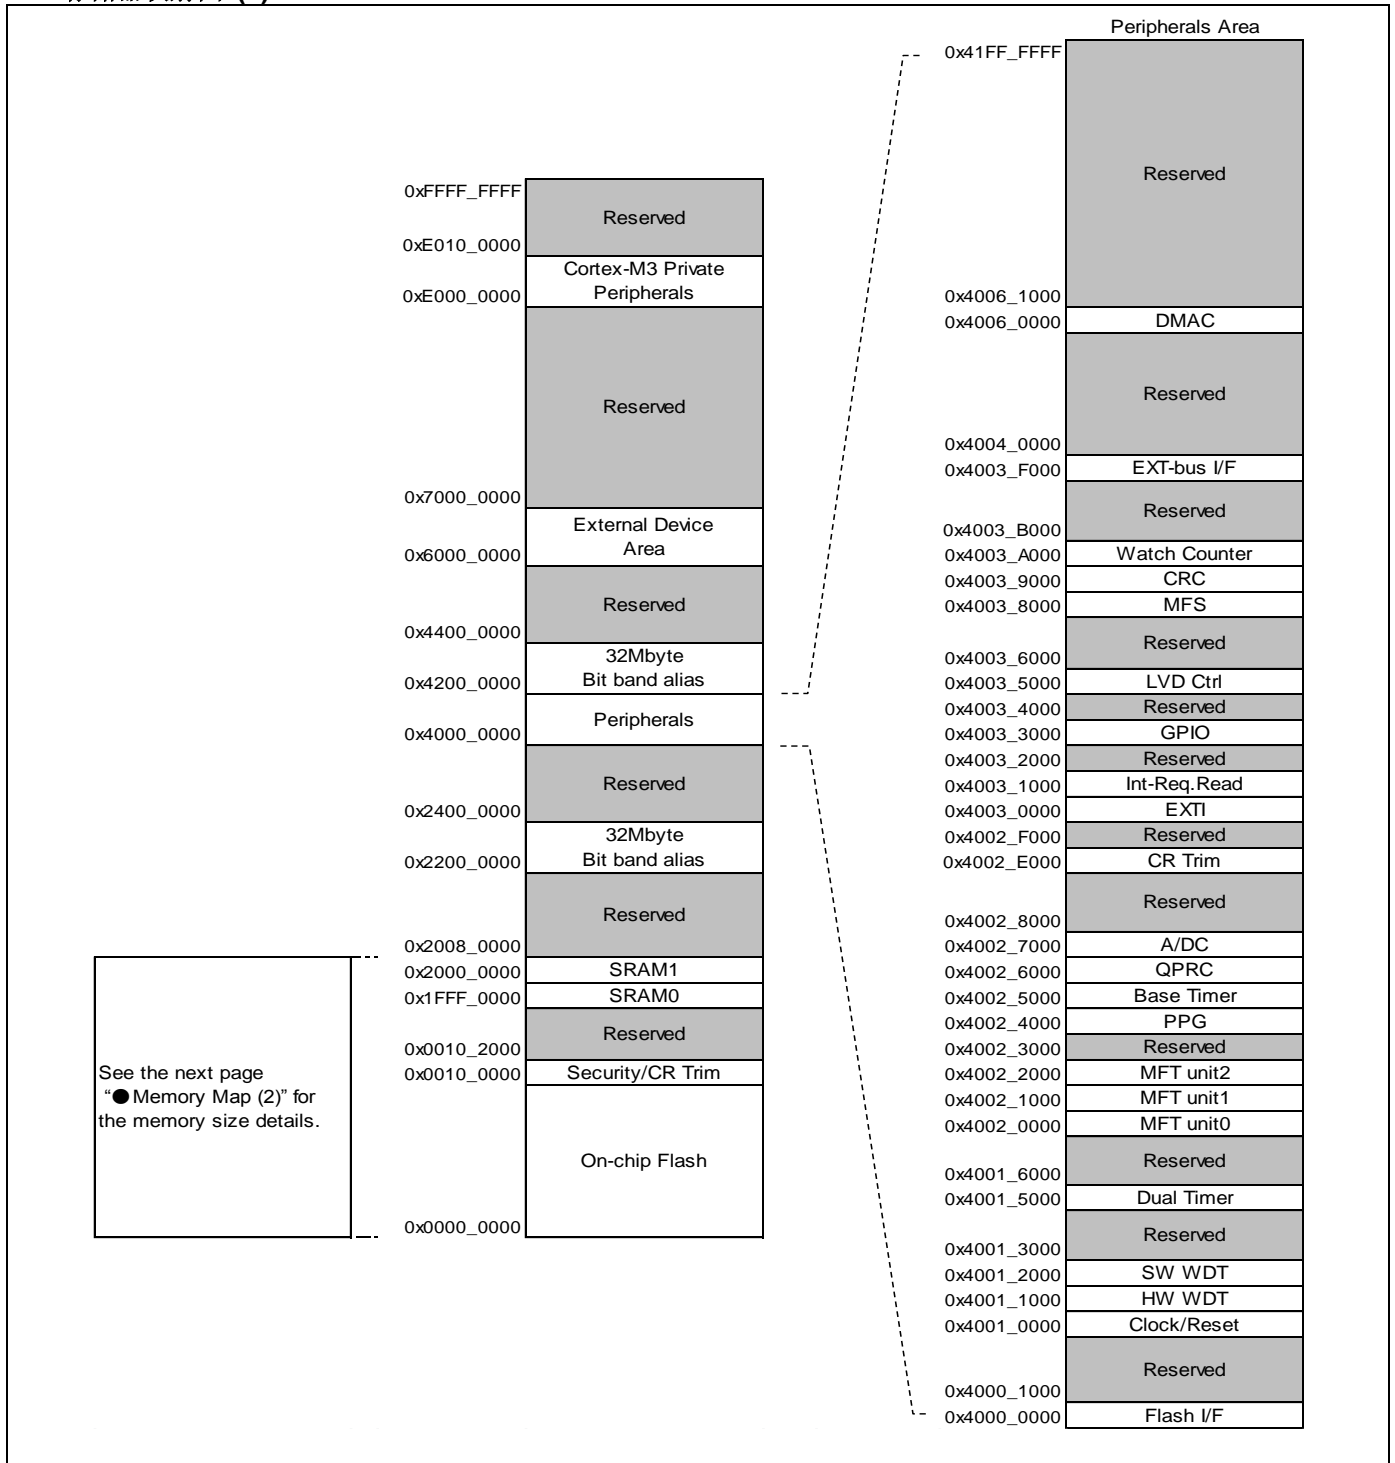 0xFFFF_FFFF
Reserved
0xE010_0000
Cortex-M3 Private
Peripherals
0xE000_0000
Reserved
0x7000_0000
External Device
Area
0x6000_0000
Reserved
0x4400_0000
32Mbyte
Bit band alias
0x4200_0000
Peripherals
0x4000_0000
Reserved
0x2400_0000
32Mbyte
Bit band alias
0x2200_0000
Reserved
0x2008_0000
0x2000_0000 SRAM1
0x1FFF_0000 SRAM0
Reserved
0x0010_2000
0x0010_0000 Security/CR Trim
On-chip Flash
0x0000_0000
See the next page
“●Memory Map (2)” for
the memory size details.
Peripherals Area
0x41FF_FFFF
Reserved
0x4006_1000
0x4006_0000 DMAC
Reserved
0x4004_0000
0x4003_F000 EXT-bus I/F
Reserved
0x4003_B000
0x4003_A000 Watch Counter
0x4003_9000 CRC
0x4003_8000 MFS
Reserved
0x4003_6000
0x4003_5000 LVD Ctrl
0x4003_4000 Reserved
0x4003_3000 GPIO
0x4003_2000 Reserved
0x4003_1000 Int-Req.Read
0x4003_0000 EXTI
0x4002_F000 Reserved
0x4002_E000 CR Trim
Reserved
0x4002_8000
0x4002_7000 A/DC
0x4002_6000 QPRC
0x4002_5000 Base Timer
0x4002_4000 PPG
0x4002_3000 Reserved
0x4002_2000 MFT unit2
0x4002_1000 MFT unit1
0x4002_0000 MFT unit0
Reserved
0x4001_6000
0x4001_5000 Dual Timer
Reserved
0x4001_3000
0x4001_2000 SW WDT
0x4001_1000 HW WDT
0x4001_0000 Clock/Reset
Reserved
0x4000_1000
0x4000_0000 Flash I/F